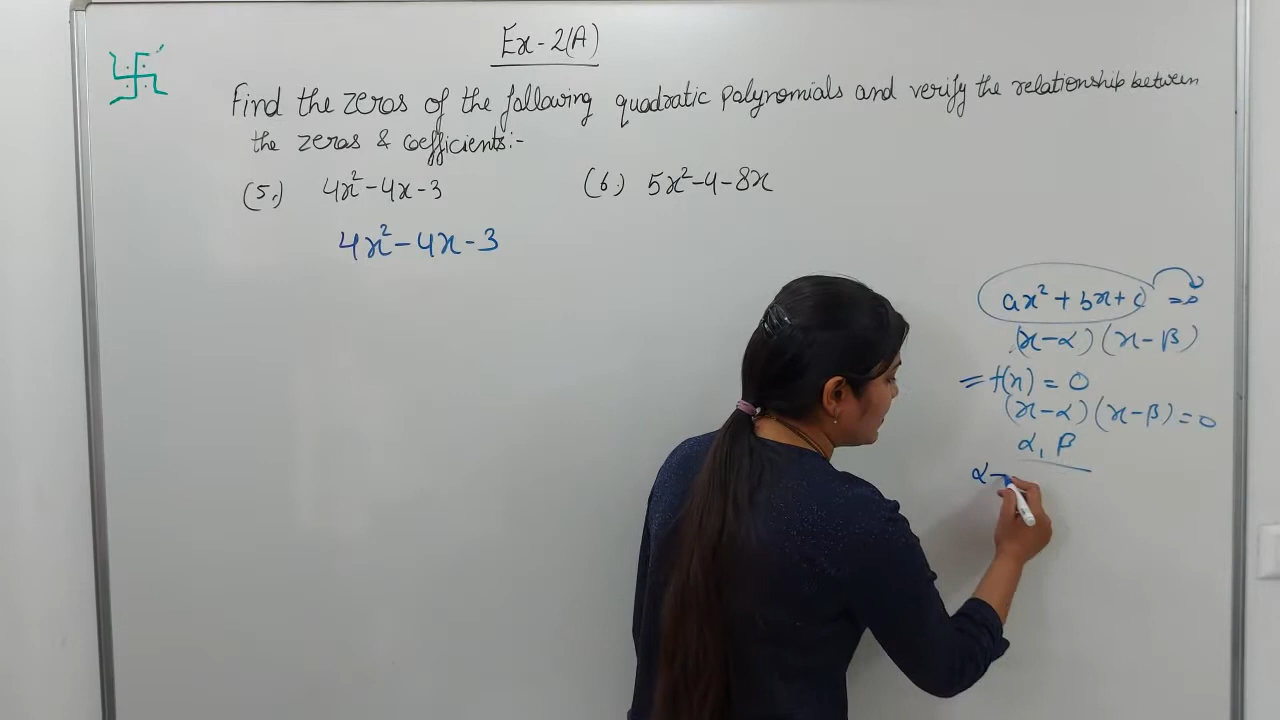 Ex - 2(A)
Find the zeros of the following quadratic polynomials and verify the relationship between
the zeros & coefficients:-
(5.) 4x² - 4x - 3
(6.) 5x² - 4 - 8x
4x² - 4x - 3
ax² + bx + c = 0
(x - α) (x - β)
= f(x) = 0
(x - α) (x - β) = 0
α, β
α